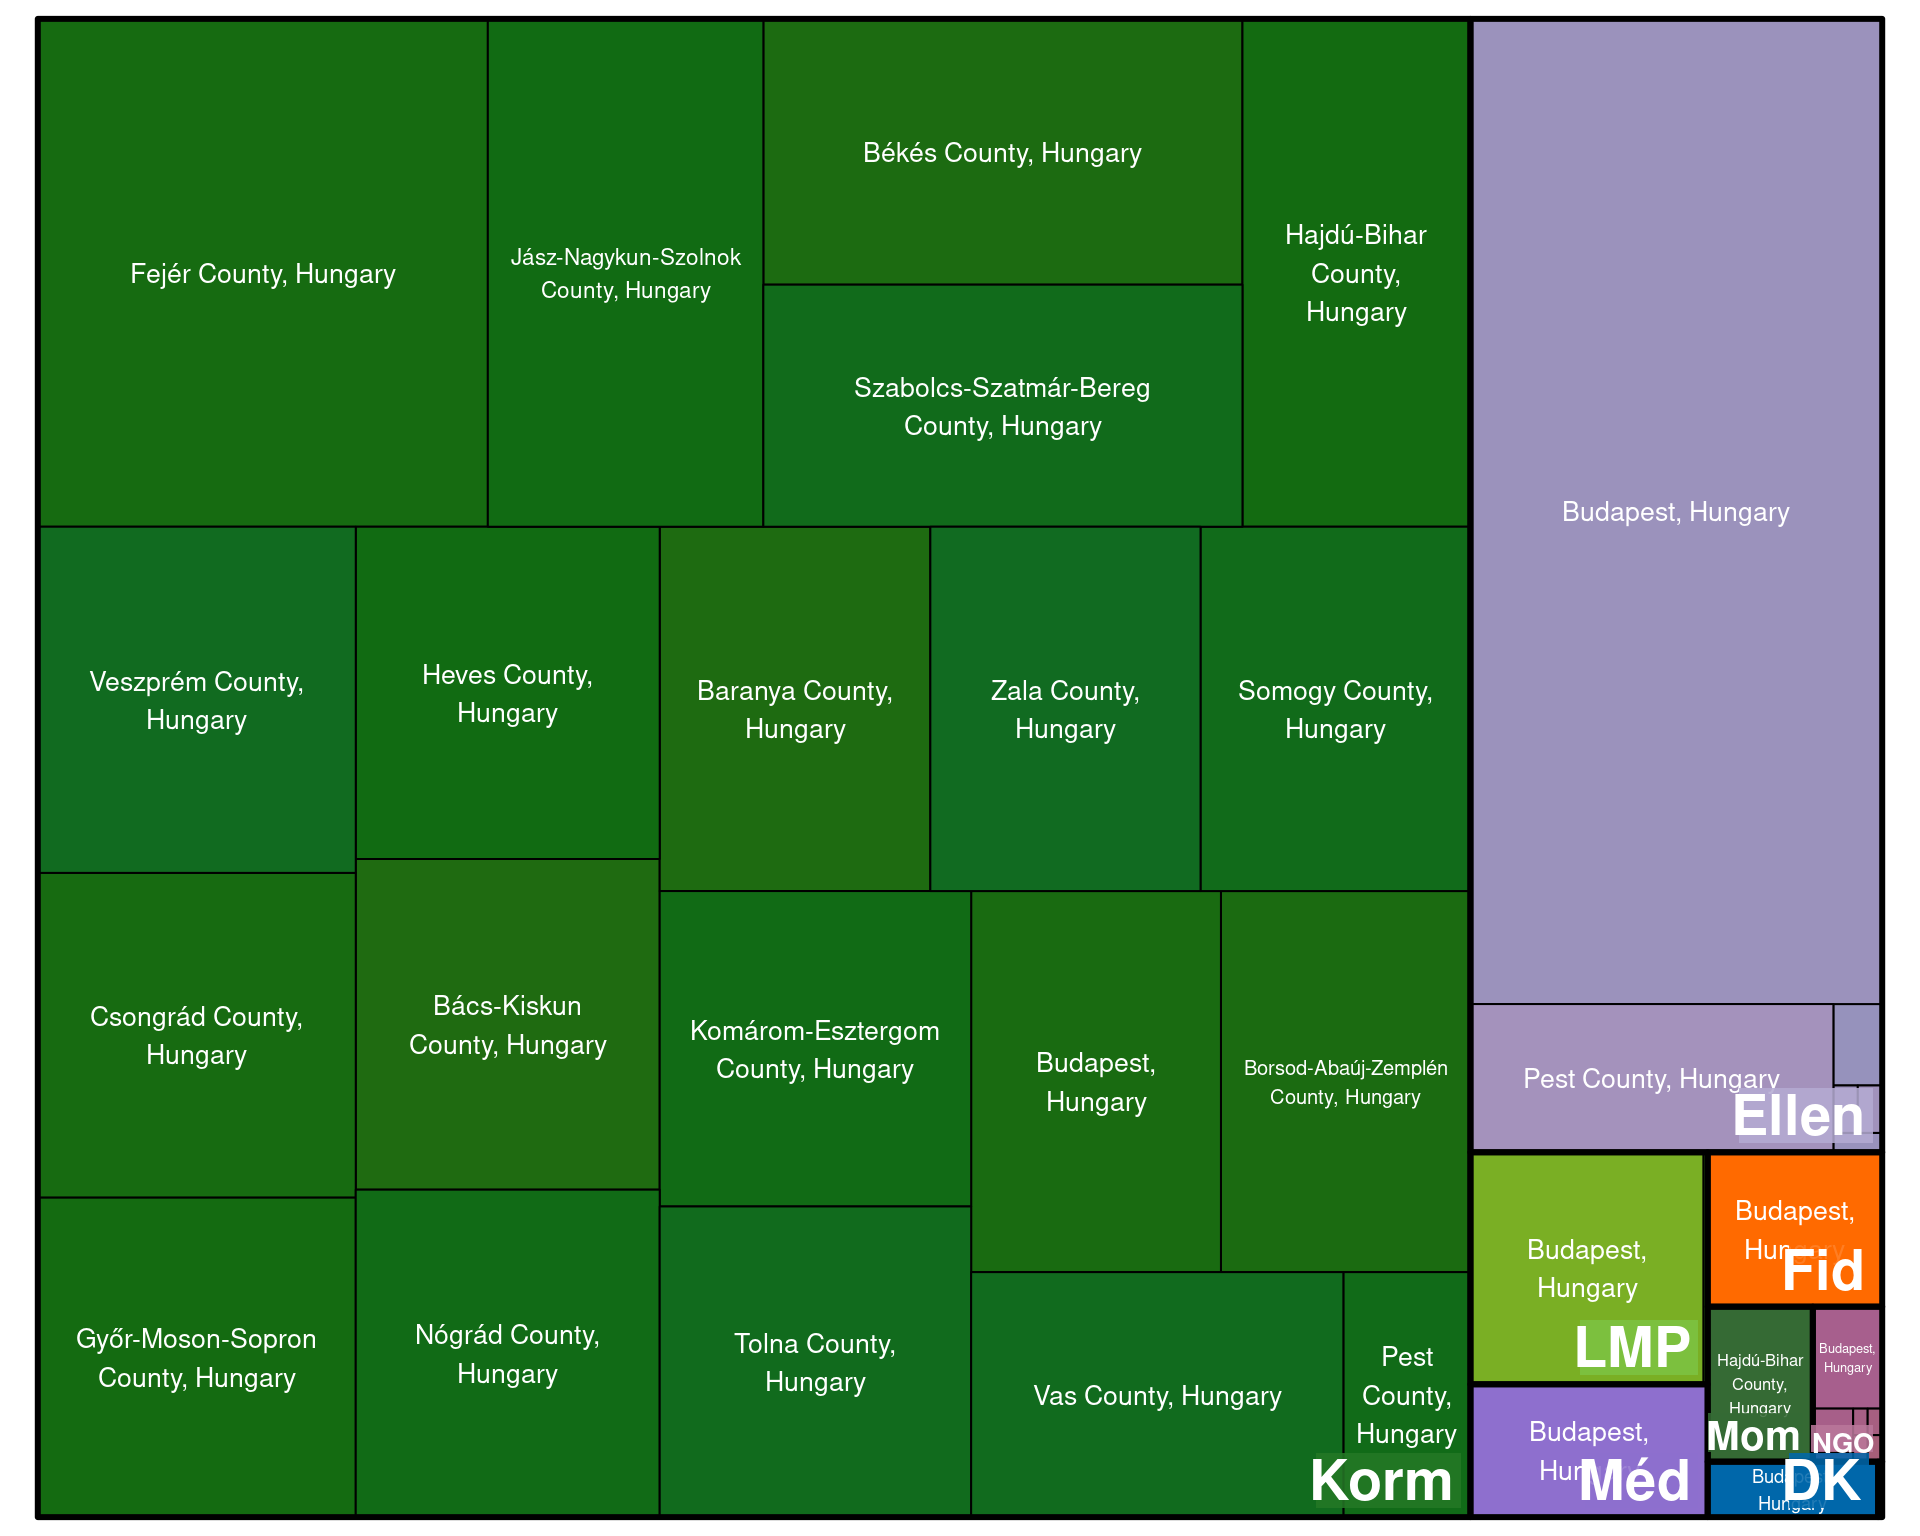 Fejér County, Hungary
Jász-Nagykun-Szolnok
County, Hungary
Békés County, Hungary
Szabolcs-Szatmár-Bereg
County, Hungary
Hajdú-Bihar
County,
Hungary
Veszprém County,
Hungary
Heves County,
Hungary
Baranya County,
Hungary
Zala County,
Hungary
Somogy County,
Hungary
Csongrád County,
Hungary
Bács-Kiskun
County, Hungary
Komárom-Esztergom
County, Hungary
Budapest,
Hungary
Borsod-Abaúj-Zemplén
County, Hungary
Győr-Moson-Sopron
County, Hungary
Nógrád County,
Hungary
Tolna County,
Hungary
Vas County, Hungary
Pest
County,
Hungary
Korm
Budapest, Hungary
Pest County, Hungary
Ellen
Budapest,
Hungary
LMP
Budapest,
Hungary
Fid
Budapest,
Hungary
Méd
Hajdú-Bihar
County,
Hungary
Mom
Budapest,
Hungary
NGO
Budapest,
Hungary
DK